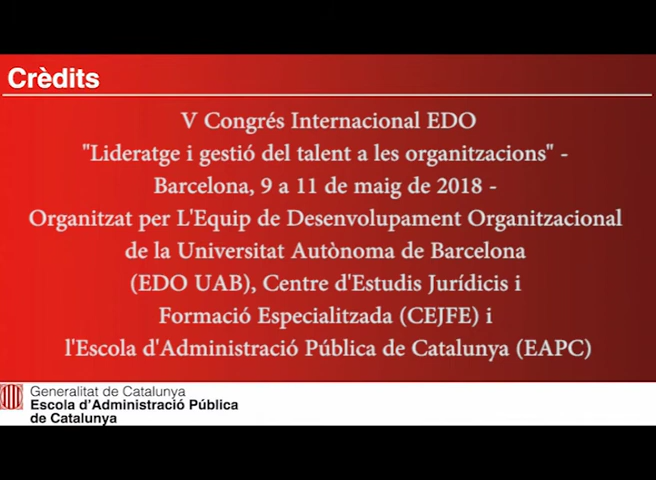 Crèdits
V Congrés Internacional EDO
"Lideratge i gestió del talent a les organitzacions" -
Barcelona, 9 a 11 de maig de 2018 -
Organitzat per L'Equip de Desenvolupament Organitzacional
de la Universitat Autònoma de Barcelona
(EDO UAB), Centre d'Estudis Jurídicis i
Formació Especialitzada (CEJFE) i
l'Escola d'Administració Pública de Catalunya (EAPC)
Generalitat de Catalunya
Escola d'Administració Pública
de Catalunya